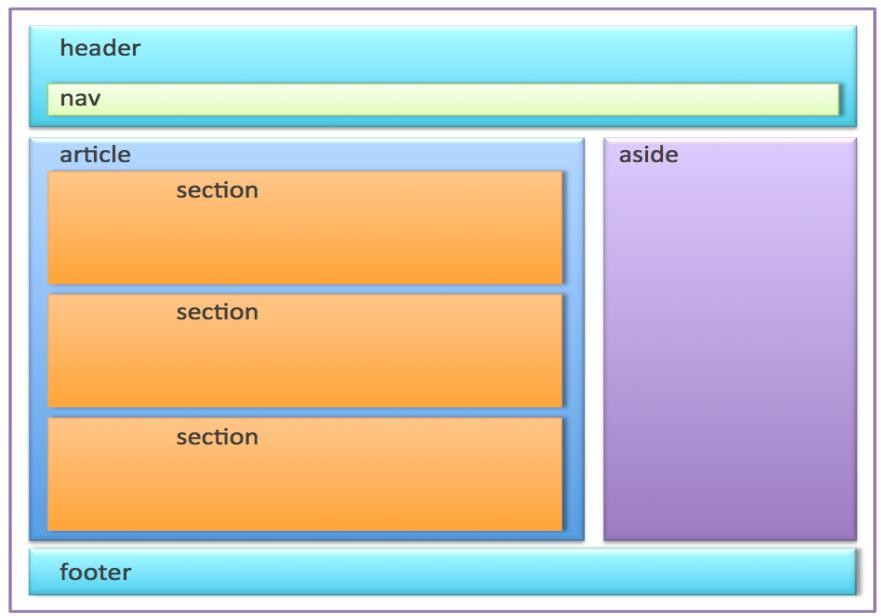 header
nav
article
aside
section
section
section
footer